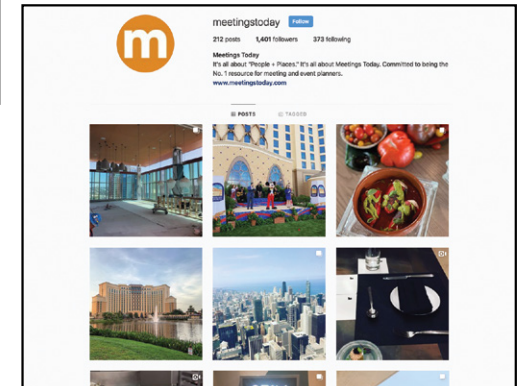 m
meetingstoday Follow
212 posts 1,401 followers 373 following
Meetings Today
It's all about "People + Places." It's all about Meetings Today. Committed to being the
No. 1 resource for meeting and event planners.
www.meetingstoday.com
POSTS TAGGED